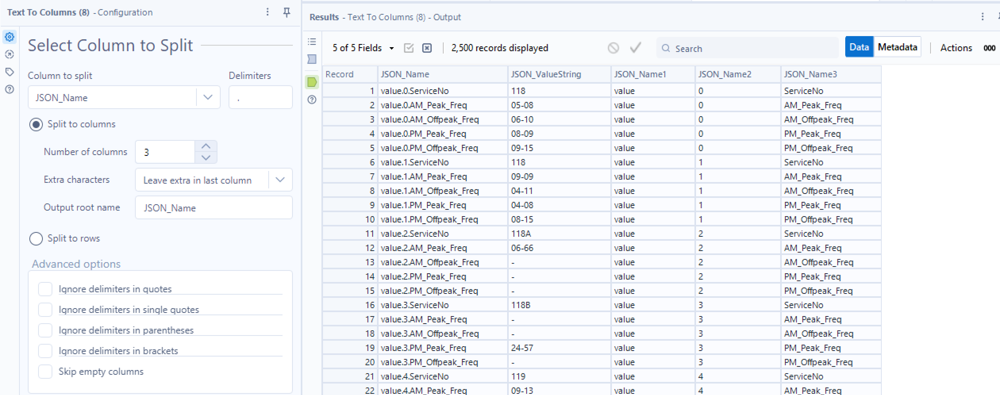 Text To Columns (8) - Configuration
Select Column to Split
Column to split
Delimiters
JSON_Name
.
Split to columns
Number of columns
3
Extra characters
Leave extra in last column
Output root name
JSON_Name
Split to rows
Advanced options
Ignore delimiters in quotes
Ignore delimiters in single quotes
Ignore delimiters in parentheses
Ignore delimiters in brackets
Skip empty columns
Results - Text To Columns (8) - Output
5 of 5 Fields 2,500 records displayed Search Data Metadata Actions 000
Record JSON_Name JSON_ValueString JSON_Name1 JSON_Name2 JSON_Name3
1 value.0.ServiceNo 118 value 0 ServiceNo
2 value.0.AM_Peak_Freq 05-08 value 0 AM_Peak_Freq
3 value.0.AM_Offpeak_Freq 06-10 value 0 AM_Offpeak_Freq
4 value.0.PM_Peak_Freq 08-09 value 0 PM_Peak_Freq
5 value.0.PM_Offpeak_Freq 09-15 value 0 PM_Offpeak_Freq
6 value.1.ServiceNo 118 value 1 ServiceNo
7 value.1.AM_Peak_Freq 09-09 value 1 AM_Peak_Freq
8 value.1.AM_Offpeak_Freq 04-11 value 1 AM_Offpeak_Freq
9 value.1.PM_Peak_Freq 04-08 value 1 PM_Peak_Freq
10 value.1.PM_Offpeak_Freq 08-15 value 1 PM_Offpeak_Freq
11 value.2.ServiceNo 118A value 2 ServiceNo
12 value.2.AM_Peak_Freq 06-66 value 2 AM_Peak_Freq
13 value.2.AM_Offpeak_Freq - value 2 AM_Offpeak_Freq
14 value.2.PM_Peak_Freq - value 2 PM_Peak_Freq
15 value.2.PM_Offpeak_Freq - value 2 PM_Offpeak_Freq
16 value.3.ServiceNo 118B value 3 ServiceNo
17 value.3.AM_Peak_Freq - value 3 AM_Peak_Freq
18 value.3.AM_Offpeak_Freq - value 3 AM_Offpeak_Freq
19 value.3.PM_Peak_Freq 24-57 value 3 PM_Peak_Freq
20 value.3.PM_Offpeak_Freq - value 3 PM_Offpeak_Freq
21 value.4.ServiceNo 119 value 4 ServiceNo
22 value.4.AM_Peak_Freq 09-13 value 4 AM_Peak_Freq